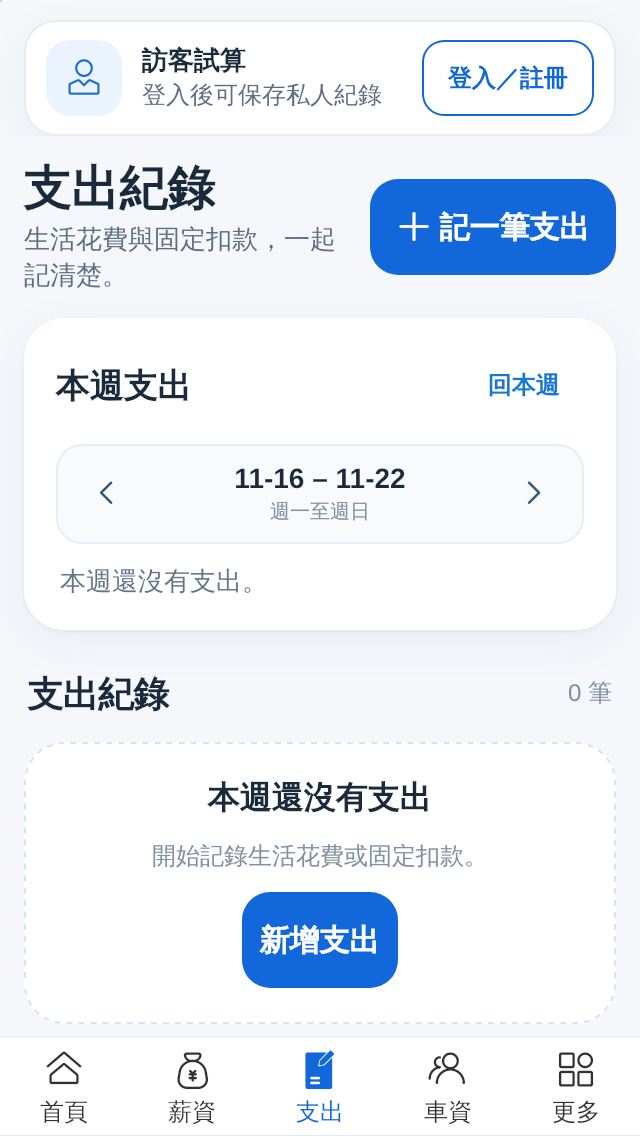 訪客試算
登入後可保存私人紀錄
登入／註冊
支出紀錄
生活花費與固定扣款，一起
記清楚。
記一筆支出
本週支出
回本週
11-16 – 11-22
週一至週日
本週還沒有支出。
支出紀錄
0 筆
本週還沒有支出
開始記錄生活花費或固定扣款。
新增支出
首頁
薪資
支出
車資
更多